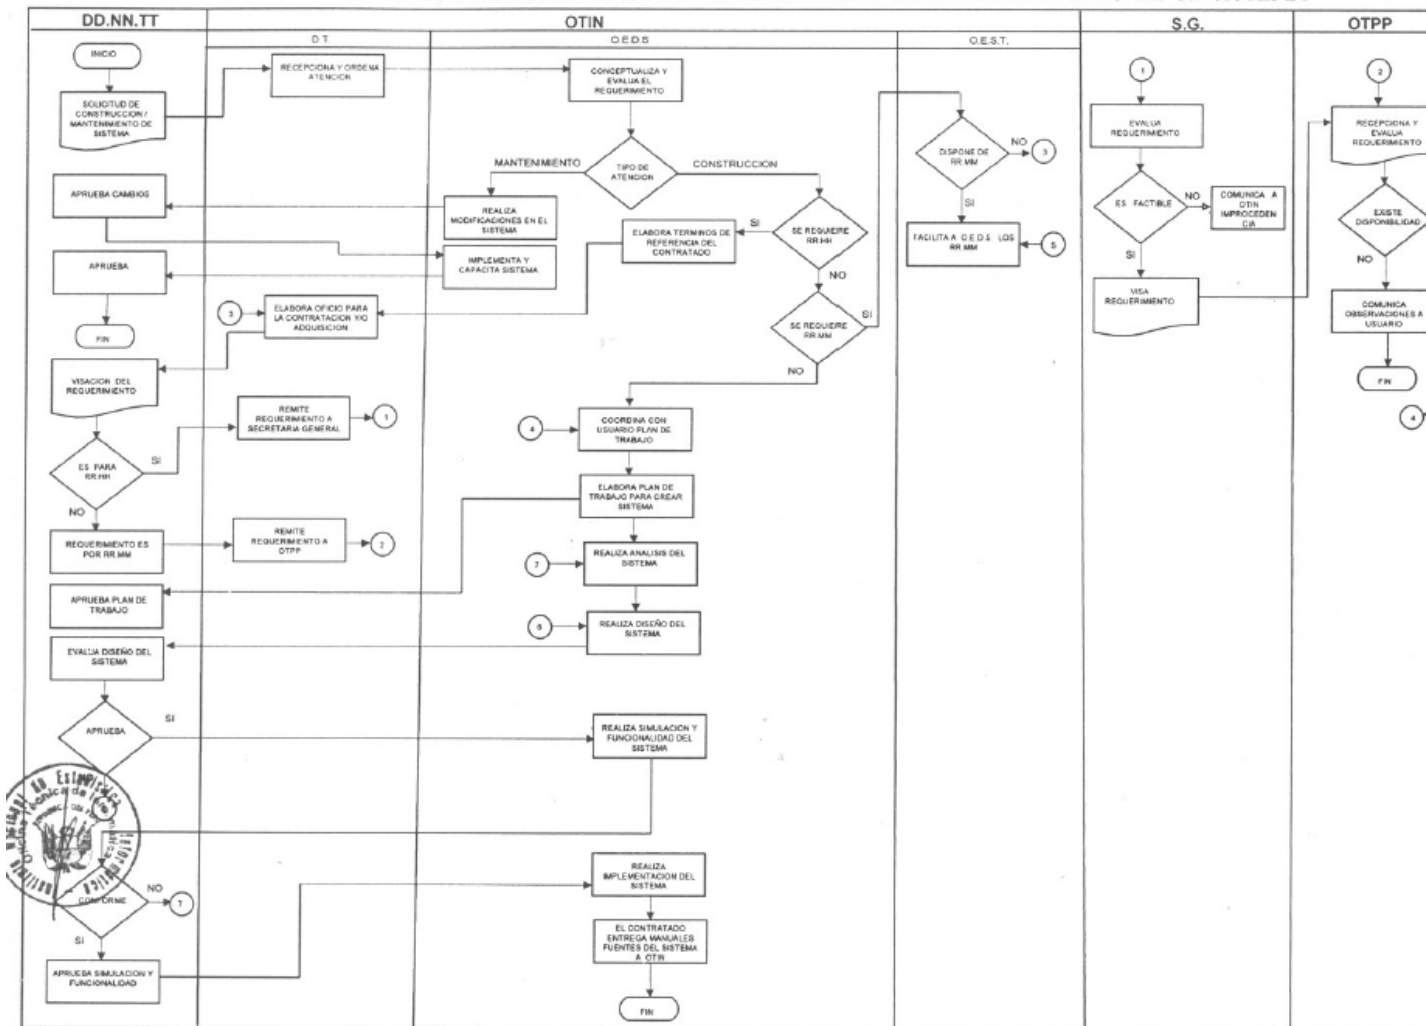 DD.NN.TT
OTIN
S.G.
OTPP
D.T.
O.E.D.S
O.E.S.T.
INICIO
SOLICITUD DE
CONSTRUCCION /
MANTENIMIENTO DE
SISTEMA
RECEPCIONA Y ORDENA
ATENCION
CONCEPTUALIZA Y
EVALUA EL
REQUERIMIENTO
TIPO DE
ATENCION
MANTENIMIENTO
CONSTRUCCION
REALIZA
MODIFICACIONES EN EL
SISTEMA
APRUEBA CAMBIOS
IMPLEMENTA Y
CAPACITA SISTEMA
APRUEBA
FIN
SE REQUIERE
RR.HH
SI
NO
ELABORA TERMINOS DE
REFERENCIA DEL
CONTRATADO
SE REQUIERE
RR.MM
SI
NO
DISPONE DE
RR.MM
NO
3
SI
FACILITA A O.E.D.S. LOS
RR.MM
5
3
ELABORA OFICIO PARA
LA CONTRATACION Y/O
ADQUISICION
VISACION DEL
REQUERIMIENTO
ES PARA
RR.HH
SI
NO
REMITE
REQUERIMIENTO A
SECRETARIA GENERAL
1
REQUERIMIENTO ES
POR RR.MM
REMITE
REQUERIMIENTO A
OTPP
2
4
COORDINA CON
USUARIO PLAN DE
TRABAJO
ELABORA PLAN DE
TRABAJO PARA CREAR
SISTEMA
APRUEBA PLAN DE
TRABAJO
7
REALIZA ANALISIS DEL
SISTEMA
6
REALIZA DISEÑO DEL
SISTEMA
EVALUA DISEÑO DEL
SISTEMA
APRUEBA
SI
REALIZA SIMULACION Y
FUNCIONALIDAD DEL
SISTEMA
CONFORME
NO
7
SI
APRUEBA SIMULACION Y
FUNCIONALIDAD
REALIZA
IMPLEMENTACION DEL
SISTEMA
EL CONTRATADO
ENTREGA MANUALES
FUENTES DEL SISTEMA
A OTIN
FIN
1
EVALUA
REQUERIMIENTO
ES FACTIBLE
NO
COMUNICA A
OTIN
IMPROCEDEN
CIA
SI
VISA
REQUERIMIENTO
2
RECEPCIONA Y
EVALUA
REQUERIMIENTO
EXISTE
DISPONIBILIDAD
NO
COMUNICA
OBSERVACIONES A
USUARIO
FIN
4